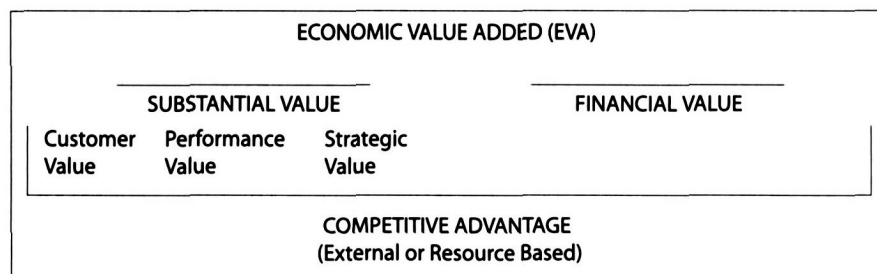 ECONOMIC VALUE ADDED (EVA)
SUBSTANTIAL VALUE FINANCIAL VALUE
Customer Performance Strategic
Value Value Value
COMPETITIVE ADVANTAGE
(External or Resource Based)